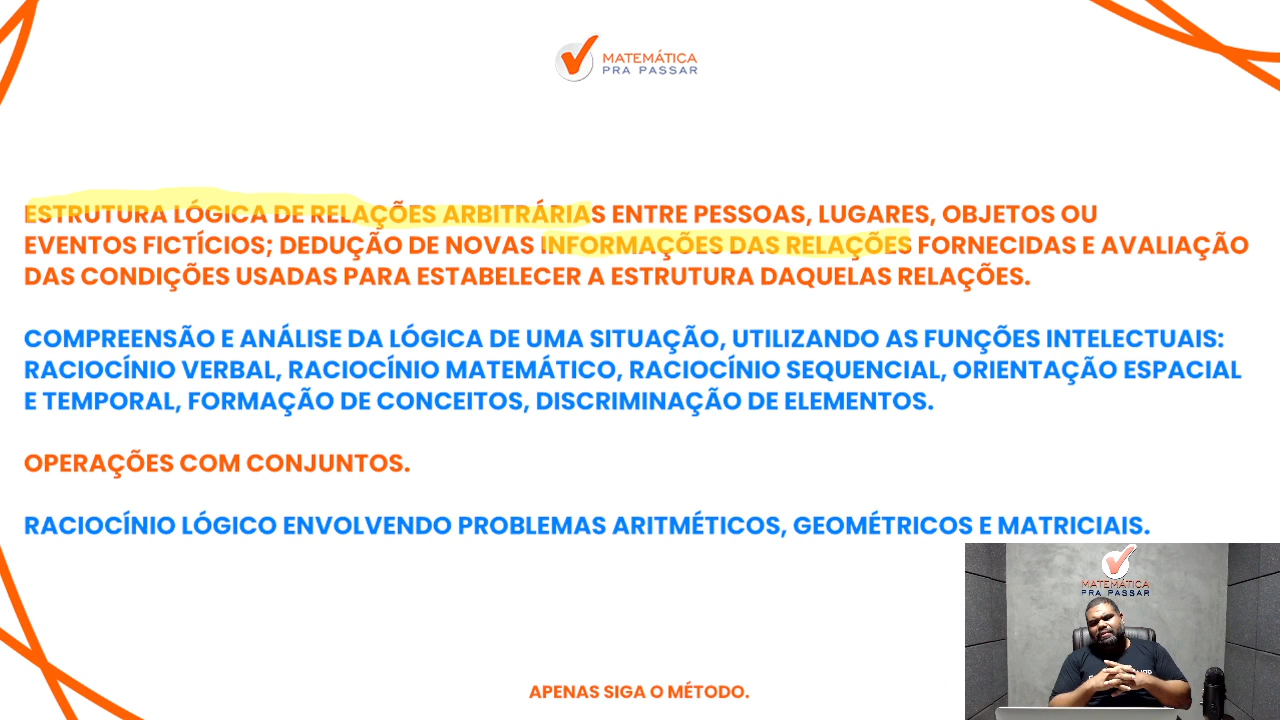 MATEMÁTICA
PRA PASSAR
ESTRUTURA LÓGICA DE RELAÇÕES ARBITRÁRIAS ENTRE PESSOAS, LUGARES, OBJETOS OU
EVENTOS FICTÍCIOS; DEDUÇÃO DE NOVAS INFORMAÇÕES DAS RELAÇÕES FORNECIDAS E AVALIAÇÃO
DAS CONDIÇÕES USADAS PARA ESTABELECER A ESTRUTURA DAQUELAS RELAÇÕES.
COMPREENSÃO E ANÁLISE DA LÓGICA DE UMA SITUAÇÃO, UTILIZANDO AS FUNÇÕES INTELECTUAIS:
RACIOCÍNIO VERBAL, RACIOCÍNIO MATEMÁTICO, RACIOCÍNIO SEQUENCIAL, ORIENTAÇÃO ESPACIAL
E TEMPORAL, FORMAÇÃO DE CONCEITOS, DISCRIMINAÇÃO DE ELEMENTOS.
OPERAÇÕES COM CONJUNTOS.
RACIOCÍNIO LÓGICO ENVOLVENDO PROBLEMAS ARITMÉTICOS, GEOMÉTRICOS E MATRICIAIS.
MATEMÁTICA
PRA PASSAR
APENAS SIGA O MÉTODO.